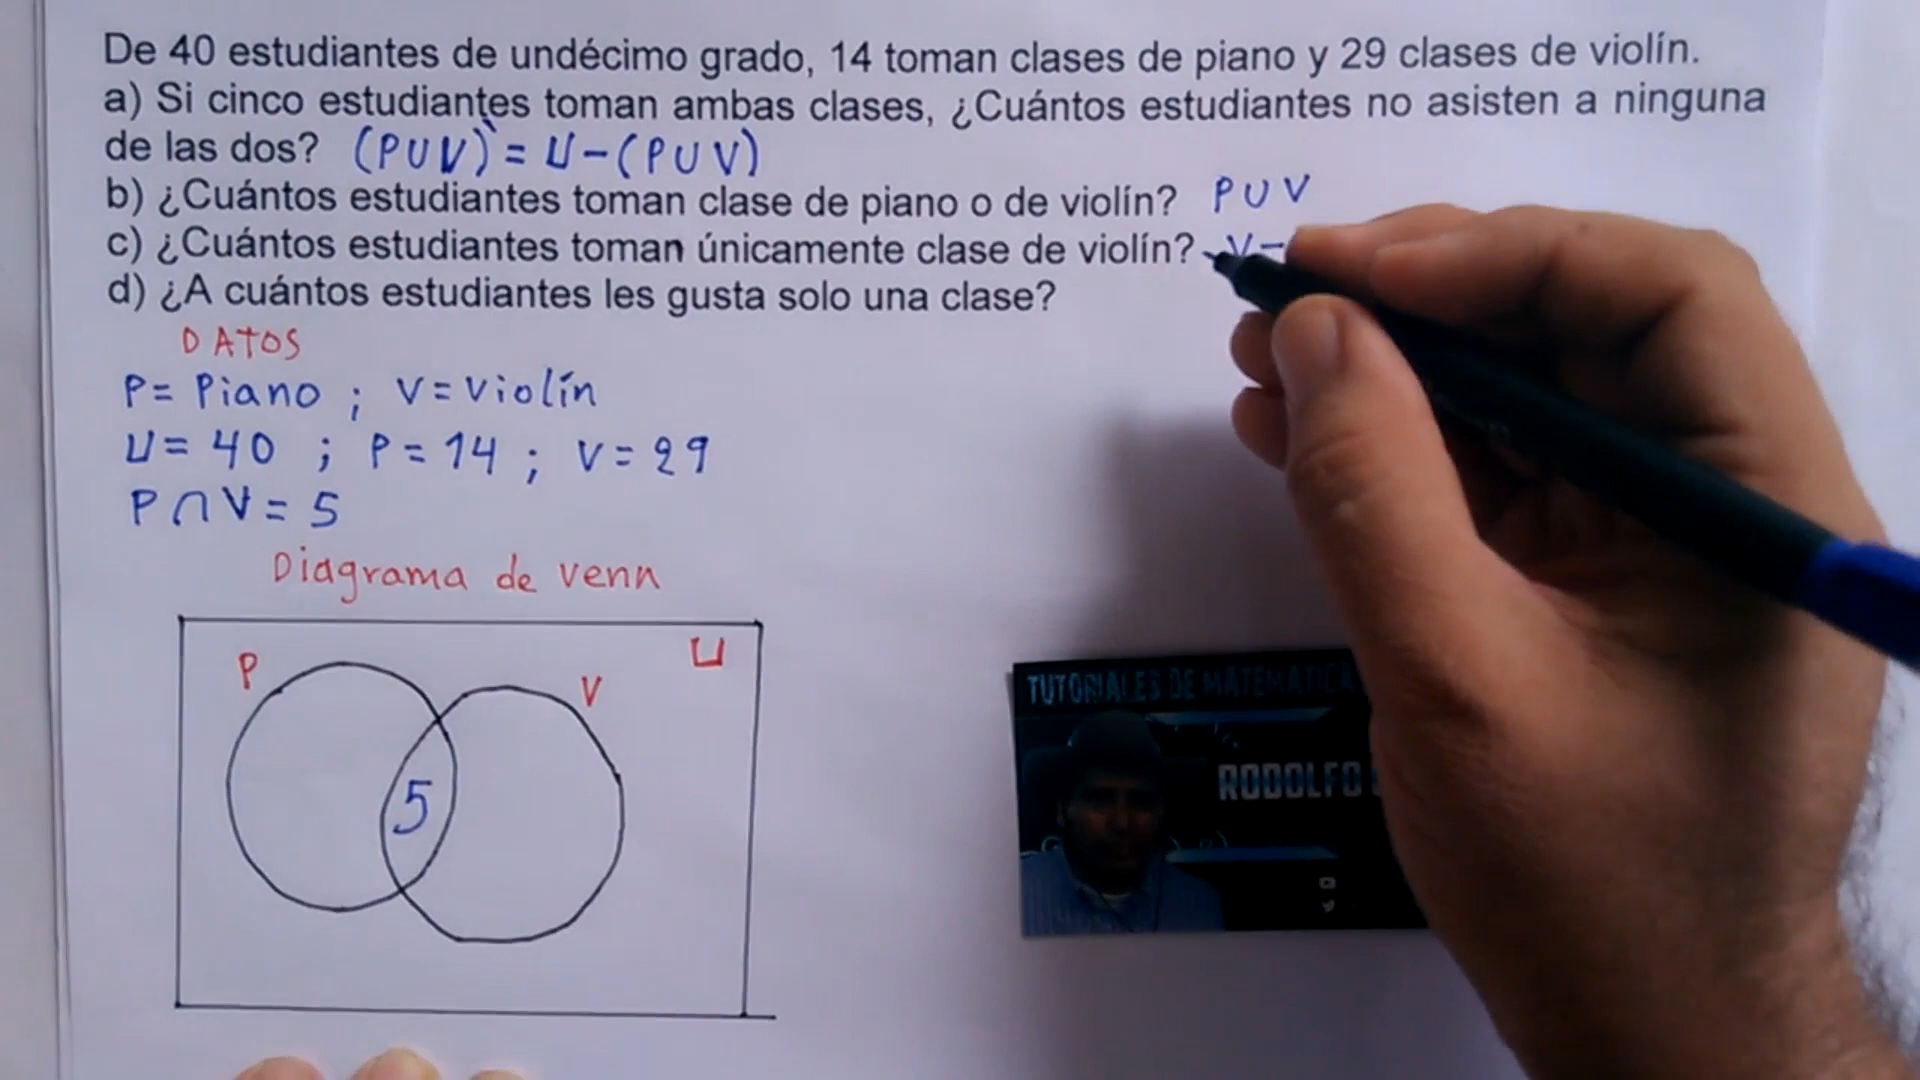 De 40 estudiantes de undécimo grado, 14 toman clases de piano y 29 clases de violín.
a) Si cinco estudiantes toman ambas clases, ¿Cuántos estudiantes no asisten a ninguna
de las dos? (PUV)` = U-(PUV)
b) ¿Cuántos estudiantes toman clase de piano o de violín? P U V
c) ¿Cuántos estudiantes toman únicamente clase de violín? V-
d) ¿A cuántos estudiantes les gusta solo una clase?
DATOS
P= Piano ; V= Violín
U= 40 ; P= 14 ; V= 29
P∩V= 5
Diagrama de venn
P
V
U
5
TUTORIALES DE MATEMATICA
RODOLFO